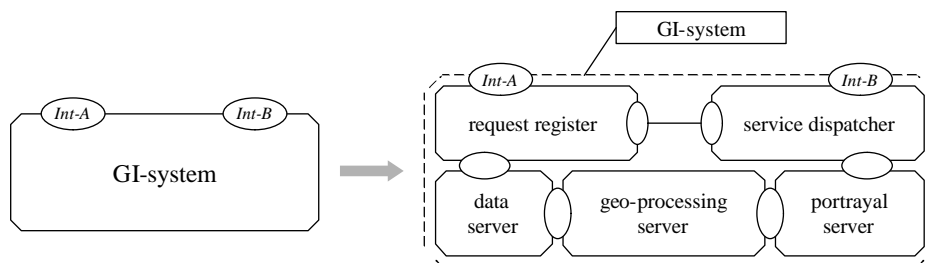 GI-system
Int-A
Int-B
GI-system
Int-A
Int-B
request register
service dispatcher
data
server
geo-processing
server
portrayal
server